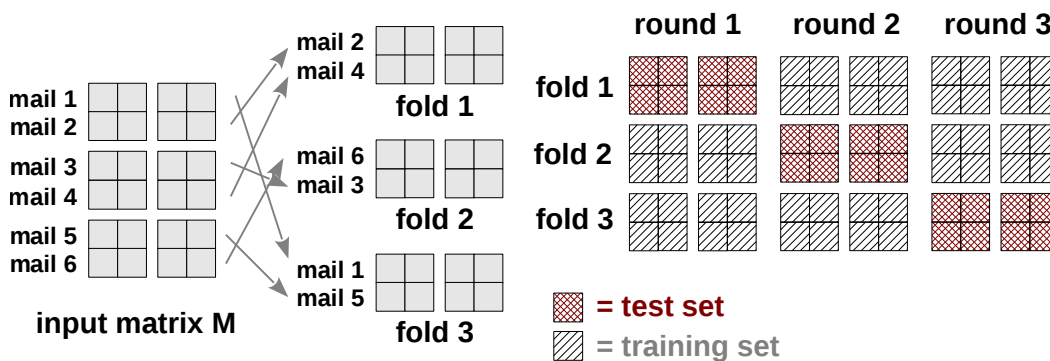 mail 1
mail 2
mail 3
mail 4
mail 5
mail 6
input matrix M
mail 2
mail 4
fold 1
mail 6
mail 3
fold 2
mail 1
mail 5
fold 3
round 1 round 2 round 3
fold 1
fold 2
fold 3
= test set
= training set